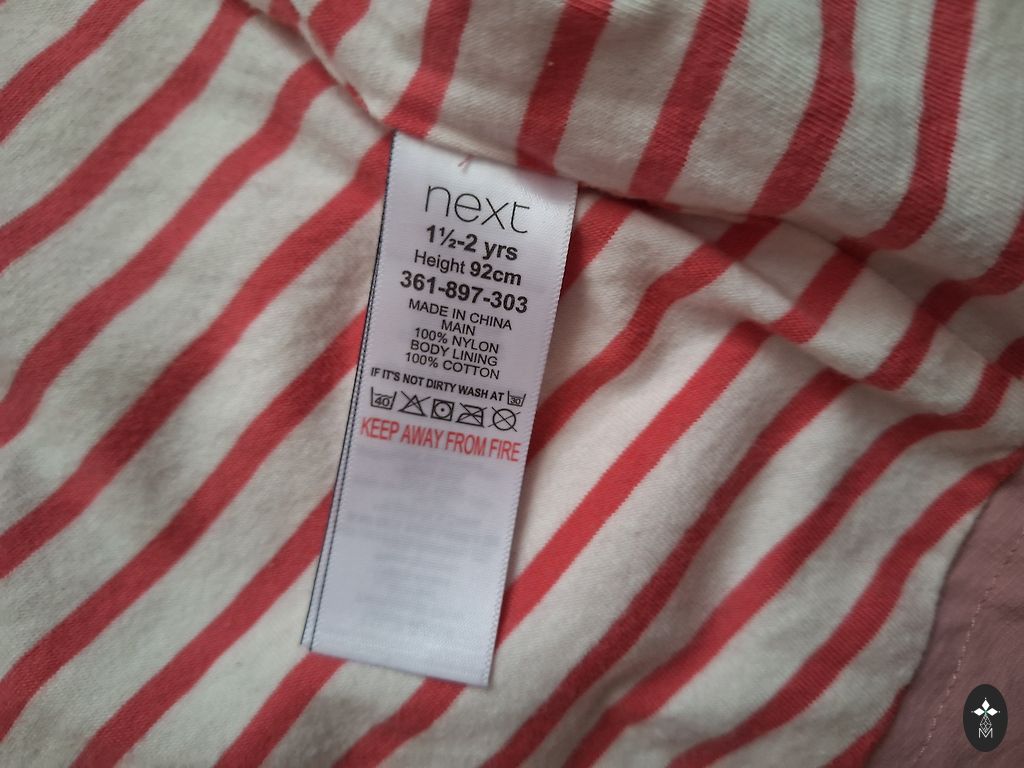 next
1½-2 yrs
Height 92cm
361-897-303
MADE IN CHINA
MAIN
100% NYLON
BODY LINING
100% COTTON
IF IT'S NOT DIRTY WASH AT 30
40
KEEP AWAY FROM FIRE
M